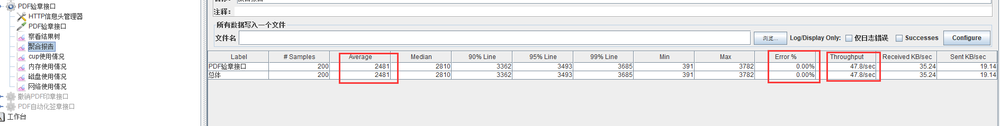 PDF验章接口
HTTP信息头管理器
PDF验章接口
察看结果树
聚合报告
cup使用情况
内存使用情况
磁盘使用情况
网络使用情况
撤销PDF印章接口
PDF自动化签章接口
工作台
注释：
所有数据写入一个文件
文件名 浏览... Log/Display Only: 仅日志错误 Successes Configure
Label # Samples Average Median 90% Line 95% Line 99% Line Min Max Error % Throughput Received KB/sec Sent KB/sec
PDF验章接口 200 2481 2810 3362 3493 3685 391 3782 0.00% 47.8/sec 35.24 19.14
总体 200 2481 2810 3362 3493 3685 391 3782 0.00% 47.8/sec 35.24 19.14